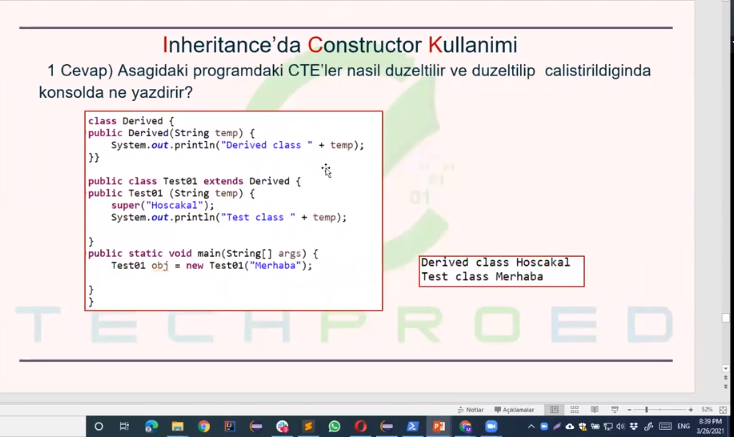 Inheritance'da Constructor Kullanimi
1 Cevap) Asagidaki programdaki CTE'ler nasil duzeltilir ve duzeltilip calistirildiginda
konsolda ne yazdirir?
class Derived {
public Derived(String temp) {
System.out.println("Derived class " + temp);
}}
public class Test01 extends Derived {
public Test01 (String temp) {
super("Hoscakal");
System.out.println("Test class " + temp);
}
public static void main(String[] args) {
Test01 obj = new Test01("Merhaba");
}
}
Derived class Hoscakal
Test class Merhaba
01
TECHPROED
Notlar Açıklamalar 52%
ENG 8:39 PM
3/26/2021